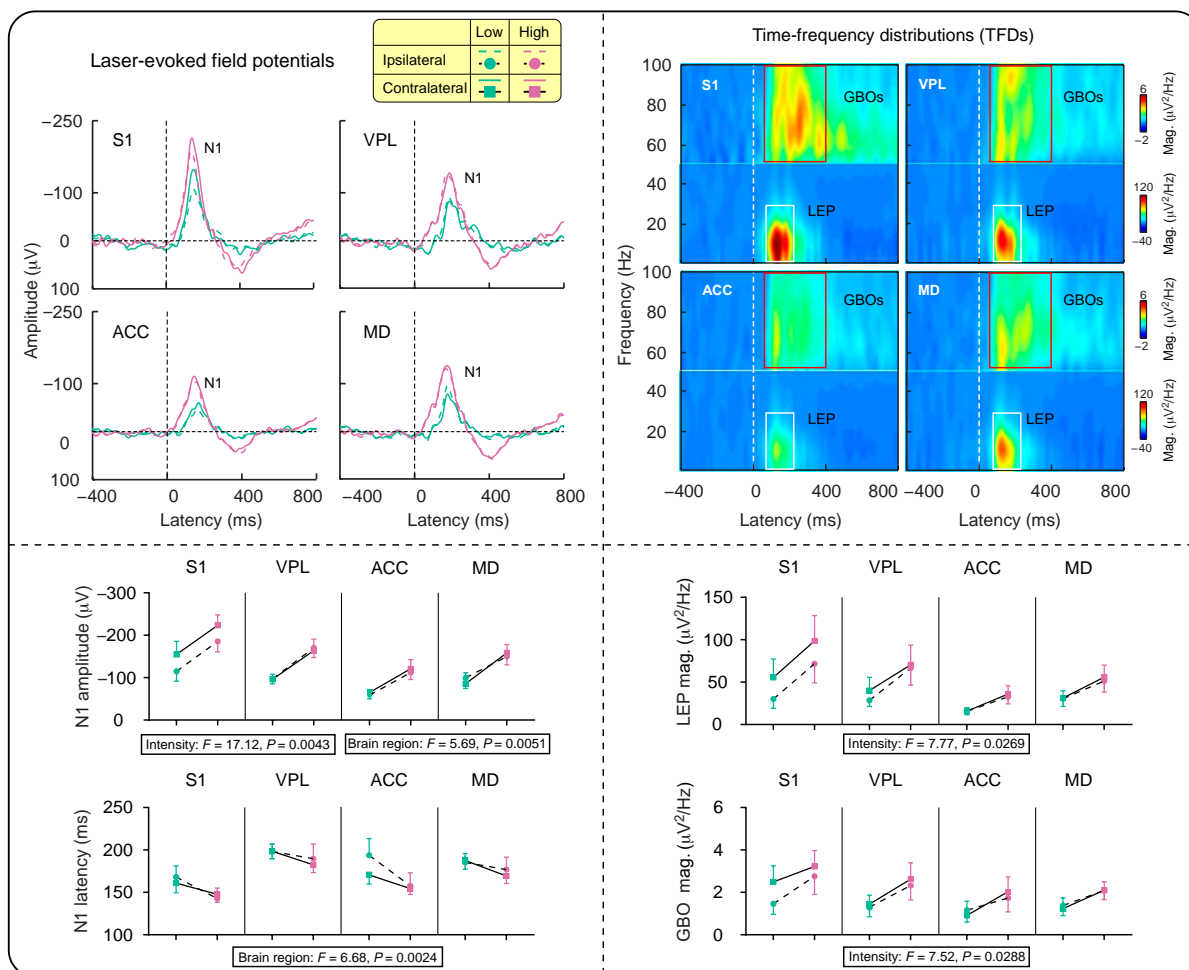 Low High
Ipsilateral
Contralateral
Laser-evoked field potentials
Amplitude (μV)
−250
−100
0
100
S1
N1
VPL
N1
−250
−100
0
100
ACC
N1
MD
N1
−400 0 400 800
−400 0 400 800
Latency (ms)
Latency (ms)
Time-frequency distributions (TFDs)
Frequency (Hz)
100
80
60
40
20
S1
GBOs
LEP
VPL
GBOs
LEP
6
−2
Mag. (μV²/Hz)
120
−40
Mag. (μV²/Hz)
100
80
60
40
20
ACC
GBOs
LEP
MD
GBOs
LEP
6
−2
Mag. (μV²/Hz)
120
−40
Mag. (μV²/Hz)
−400 0 400 800
−400 0 400 800
Latency (ms)
Latency (ms)
S1 VPL ACC MD
N1 amplitude (μV)
−300
−200
−100
0
Intensity: F = 17.12, P = 0.0043
Brain region: F = 5.69, P = 0.0051
S1 VPL ACC MD
N1 latency (ms)
250
200
150
100
Brain region: F = 6.68, P = 0.0024
S1 VPL ACC MD
LEP mag. (μV²/Hz)
150
100
50
0
Intensity: F = 7.77, P = 0.0269
S1 VPL ACC MD
GBO mag. (μV²/Hz)
6
4
2
0
Intensity: F = 7.52, P = 0.0288